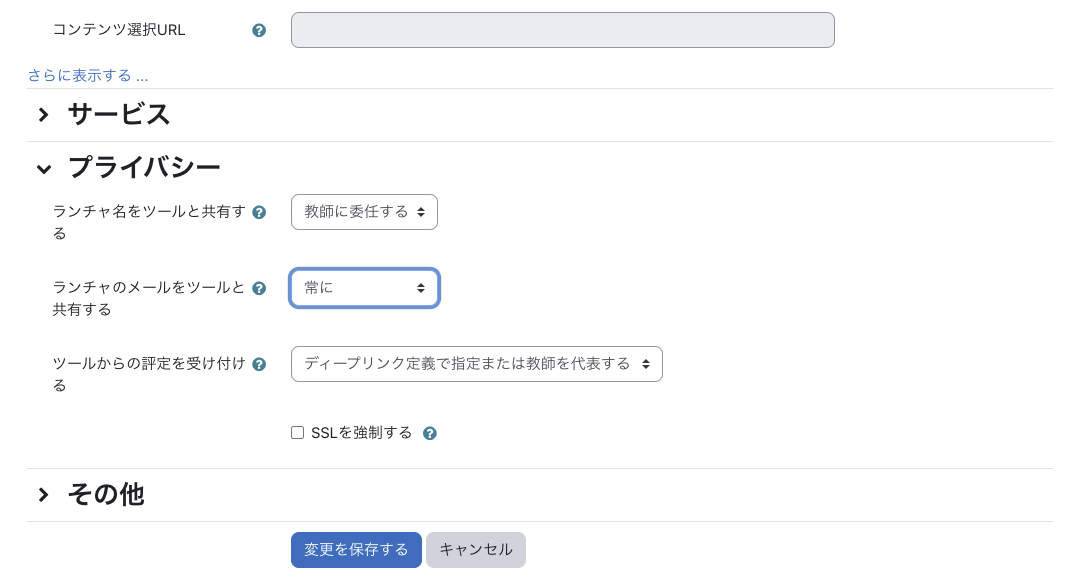 コンテンツ選択URL
さらに表示する ...
サービス
プライバシー
ランチャ名をツールと共有す
る
教師に委任する
ランチャのメールをツールと
共有する
常に
ツールからの評定を受け付け
る
ディープリンク定義で指定または教師を代表する
SSLを強制する
その他
変更を保存する
キャンセル